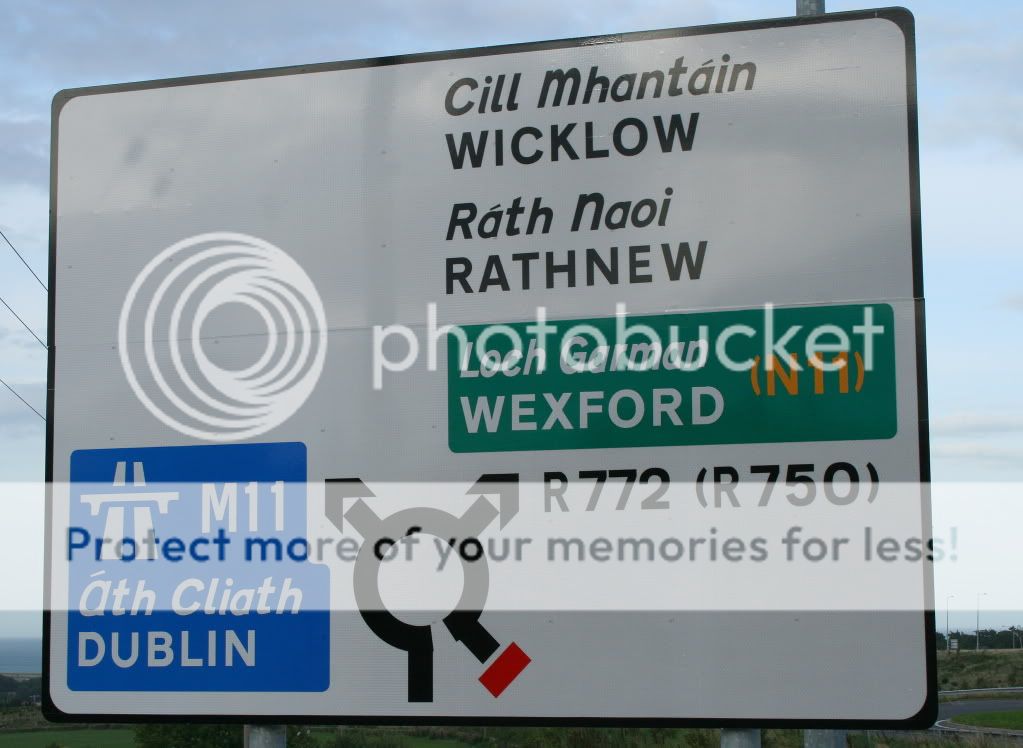 Cill Mhantáin
WICKLOW
Ráth Naoi
RATHNEW
photobucket
Loch Garman
WEXFORD (N11)
M11
R772 (R750)
Protect more of your memories for less!
Áth Cliath
DUBLIN